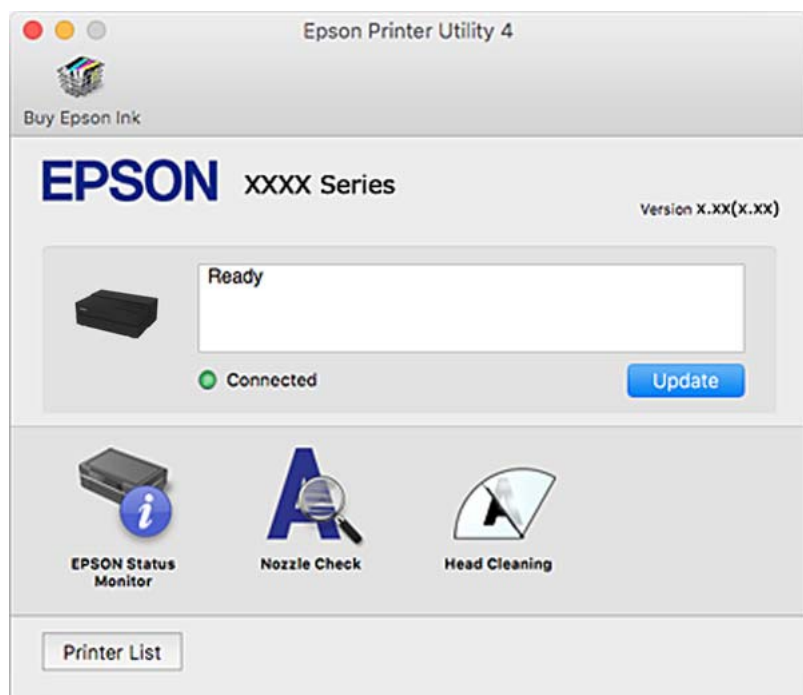 Epson Printer Utility 4
Buy Epson Ink
EPSON XXXX Series
Version X.XX(X.XX)
Ready
Connected
Update
EPSON Status
Monitor
Nozzle Check
Head Cleaning
Printer List